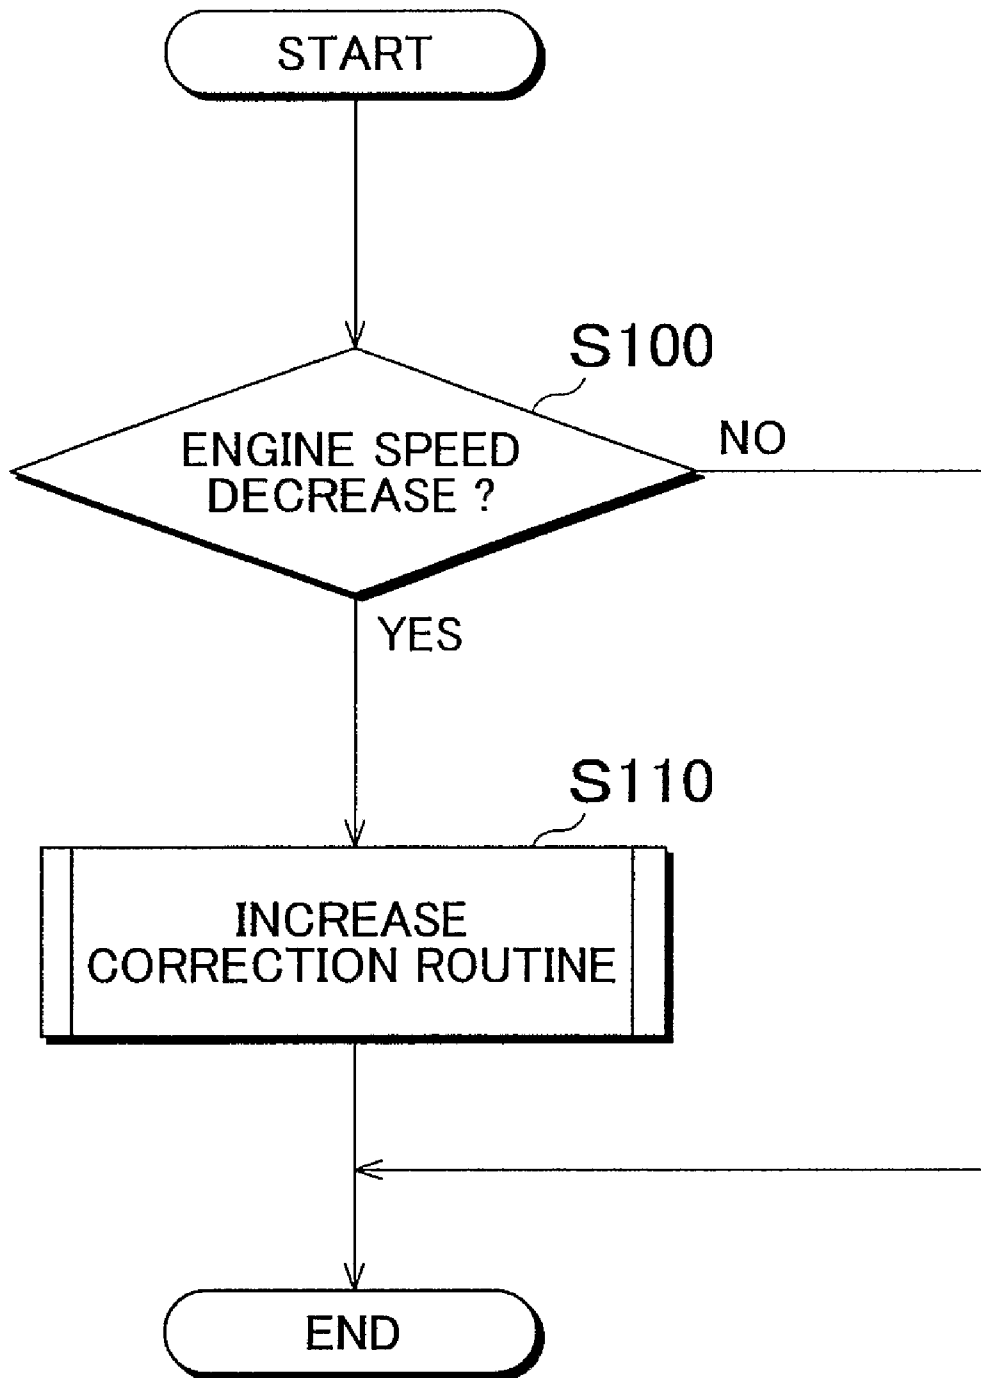 START
S100
ENGINE SPEED
DECREASE ?
NO
YES
S110
INCREASE
CORRECTION ROUTINE
END